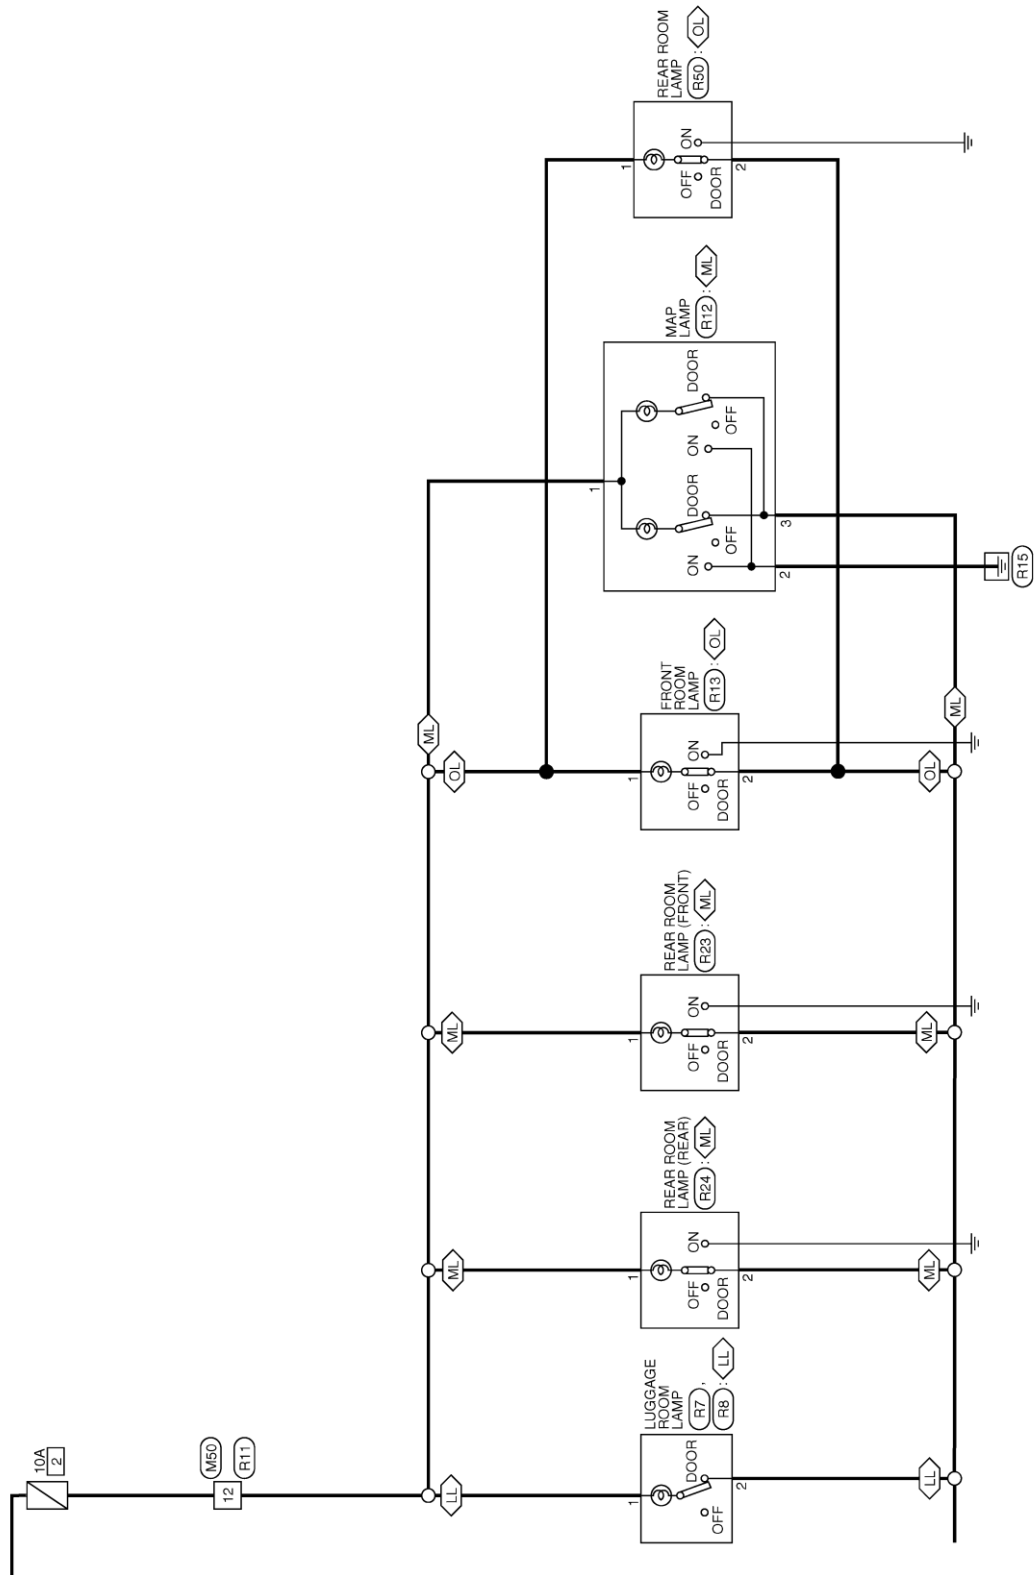 10A
2
M50
12
R11
LL
ML
ML
OL
ML
LUGGAGE
ROOM
LAMP
R7 ,
R8 : LL
1
DOOR
OFF
2
LL
REAR ROOM
LAMP (REAR)
R24 : ML
1
ON
OFF
DOOR
2
ML
REAR ROOM
LAMP (FRONT)
R23 : ML
1
ON
OFF
DOOR
2
ML
FRONT
ROOM
LAMP
R13 : OL
1
ON
OFF
DOOR
2
OL
ML
MAP
LAMP
R12 : ML
1
ON
OFF
DOOR
ON
OFF
DOOR
2
3
R15
REAR ROOM
LAMP
R50 : OL
1
ON
OFF
DOOR
2